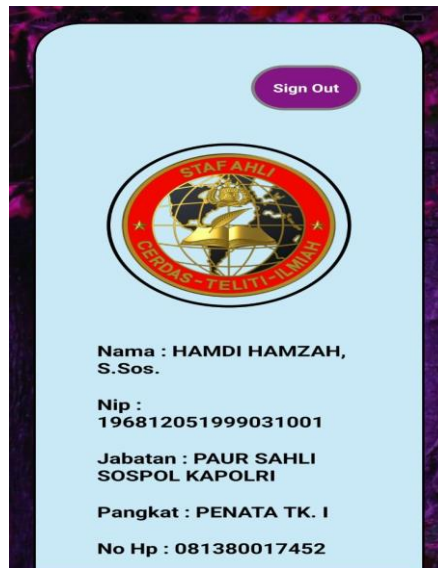 Sign Out
STAF AHLI
CERDAS-TELITI-ILMIAH
Nama : HAMDI HAMZAH,
S.Sos.
Nip :
196812051999031001
Jabatan : PAUR SAHLI
SOSPOL KAPOLRI
Pangkat : PENATA TK. I
No Hp : 081380017452